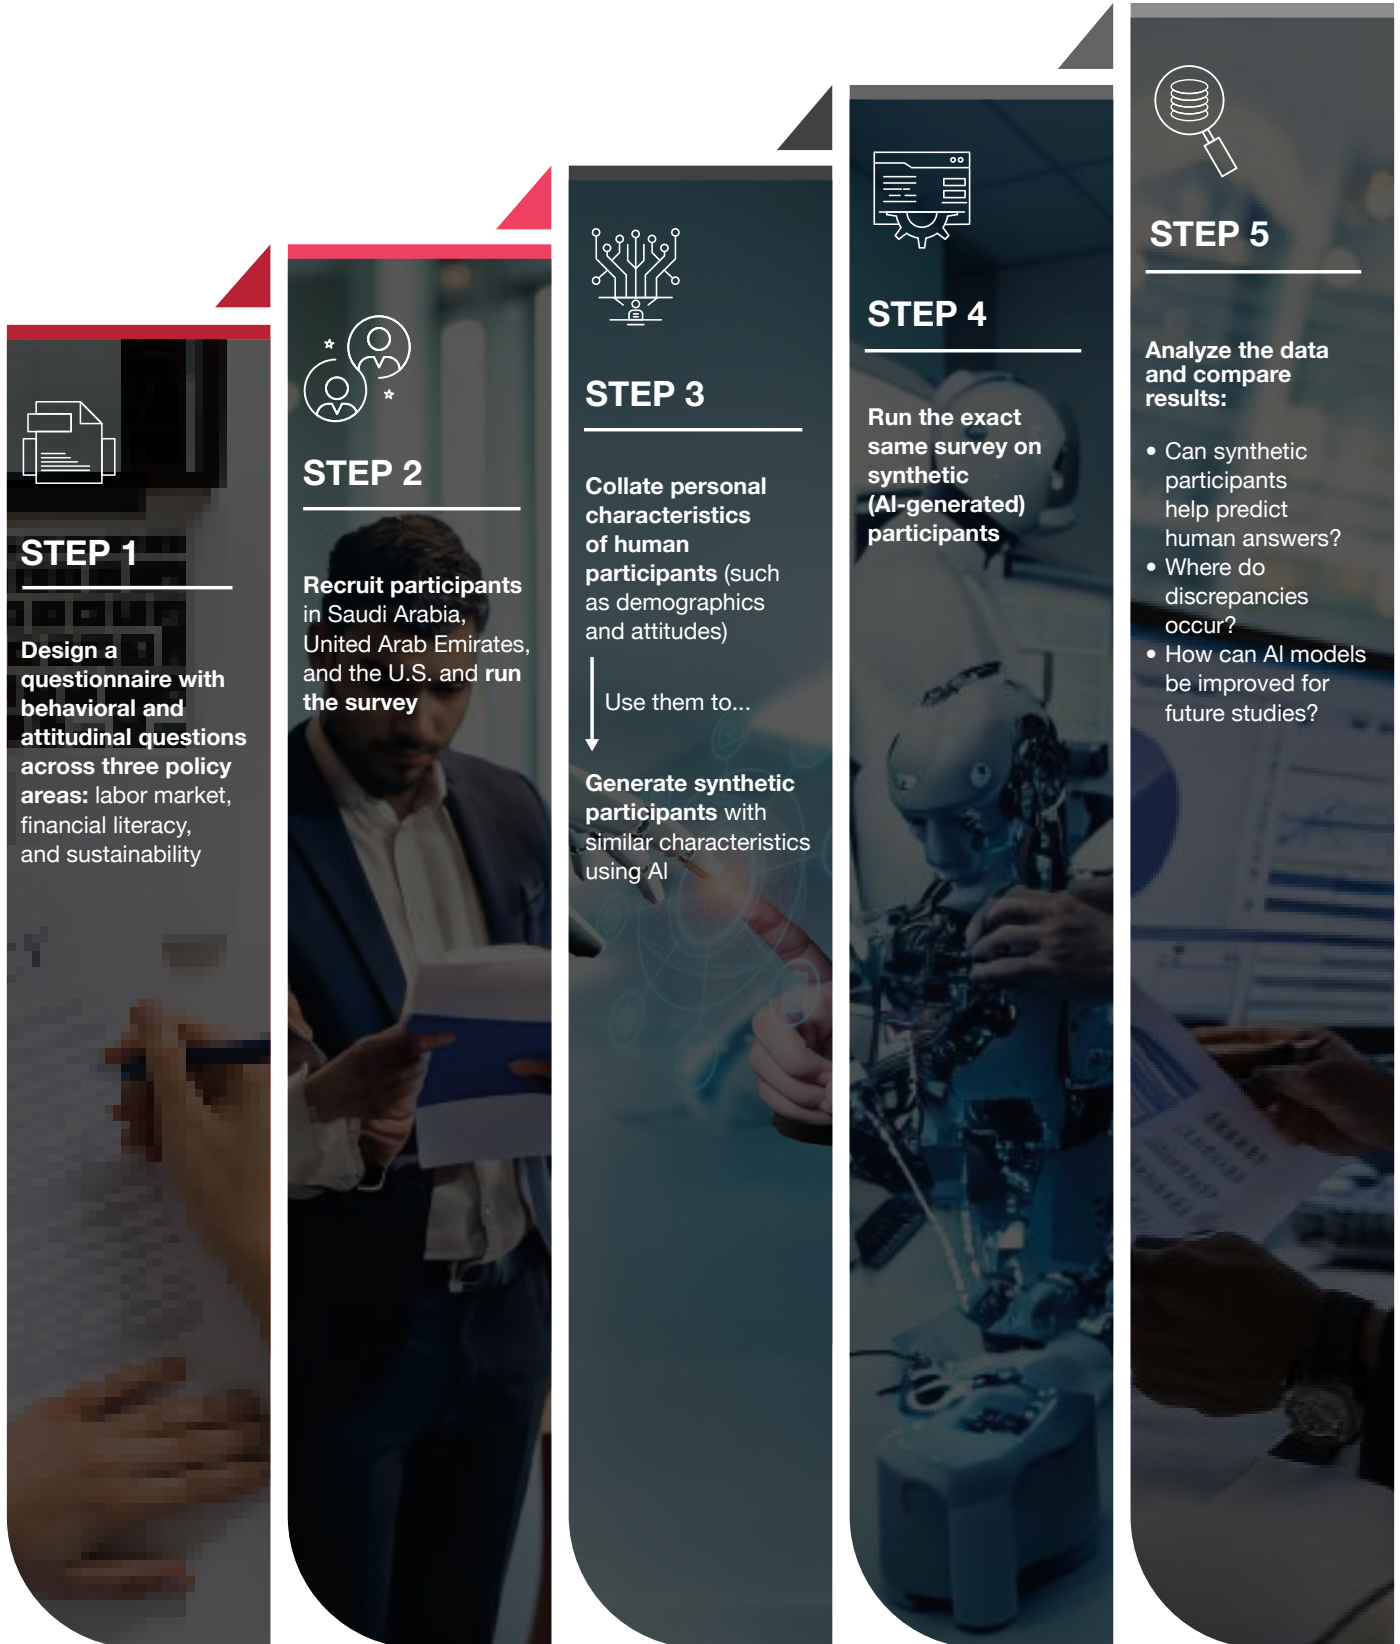 STEP 1
Design a
questionnaire with
behavioral and
attitudinal questions
across three policy
areas: labor market,
financial literacy,
and sustainability
STEP 2
Recruit participants
in Saudi Arabia,
United Arab Emirates,
and the U.S. and run
the survey
STEP 3
Collate personal
characteristics
of human
participants (such
as demographics
and attitudes)
Use them to...
Generate synthetic
participants with
similar characteristics
using AI
STEP 4
Run the exact
same survey on
synthetic
(AI-generated)
participants
STEP 5
Analyze the data
and compare
results:
• Can synthetic
participants
help predict
human answers?
• Where do
discrepancies
occur?
• How can AI models
be improved for
future studies?